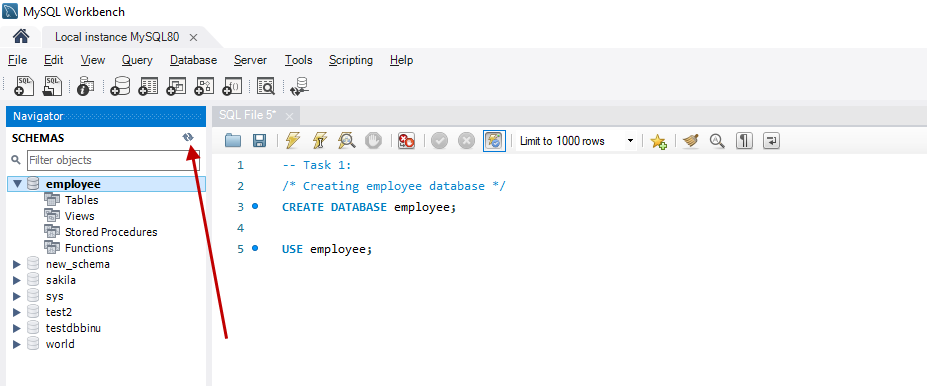 MySQL Workbench
Local instance MySQL80 ×
File Edit View Query Database Server Tools Scripting Help
Navigator
SQL File 5* ×
SCHEMAS
Limit to 1000 rows
Filter objects
employee
Tables
Views
Stored Procedures
Functions
new_schema
sakila
sys
test2
testdbbinu
world
1 -- Task 1:
2 /* Creating employee database */
3 CREATE DATABASE employee;
4
5 USE employee;